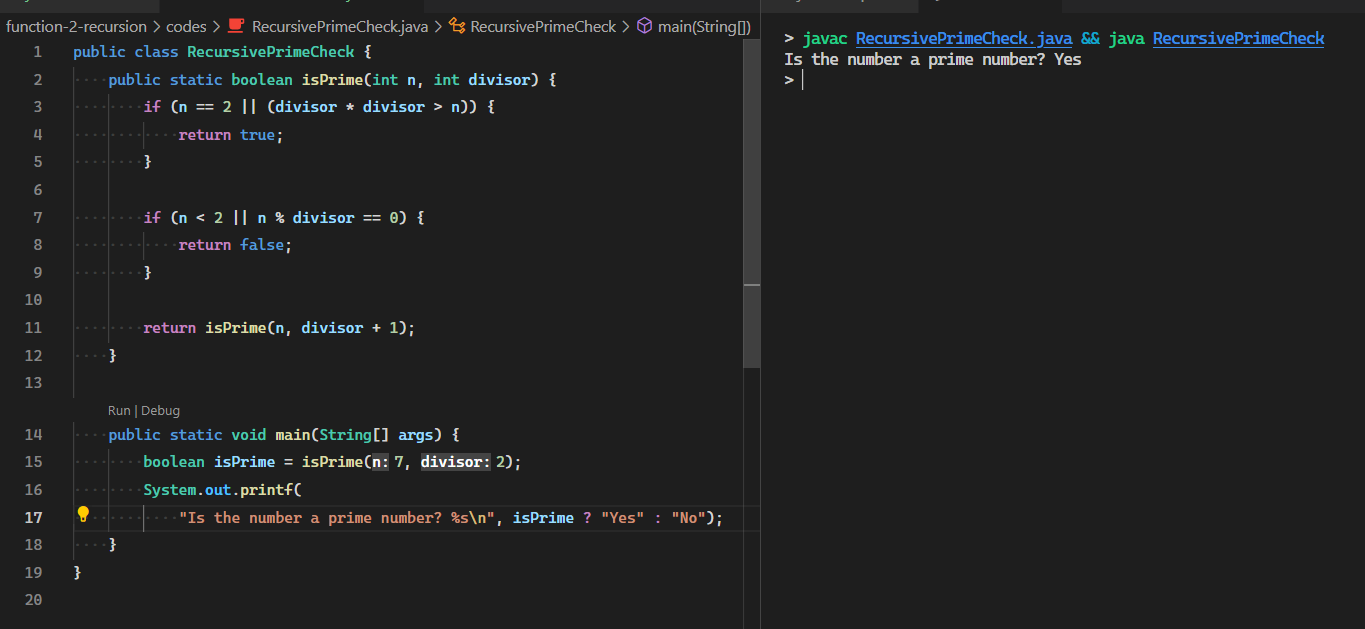 function-2-recursion > codes > RecursivePrimeCheck.java > RecursivePrimeCheck > main(String[])
1 public class RecursivePrimeCheck {
2 public static boolean isPrime(int n, int divisor) {
3 if (n == 2 || (divisor * divisor > n)) {
4 return true;
5 }
6
7 if (n < 2 || n % divisor == 0) {
8 return false;
9 }
10
11 return isPrime(n, divisor + 1);
12 }
13
Run | Debug
14 public static void main(String[] args) {
15 boolean isPrime = isPrime(n: 7, divisor: 2);
16 System.out.printf(
17 "Is the number a prime number? %s\n", isPrime ? "Yes" : "No");
18 }
19 }
20
> javac RecursivePrimeCheck.java && java RecursivePrimeCheck
Is the number a prime number? Yes
>